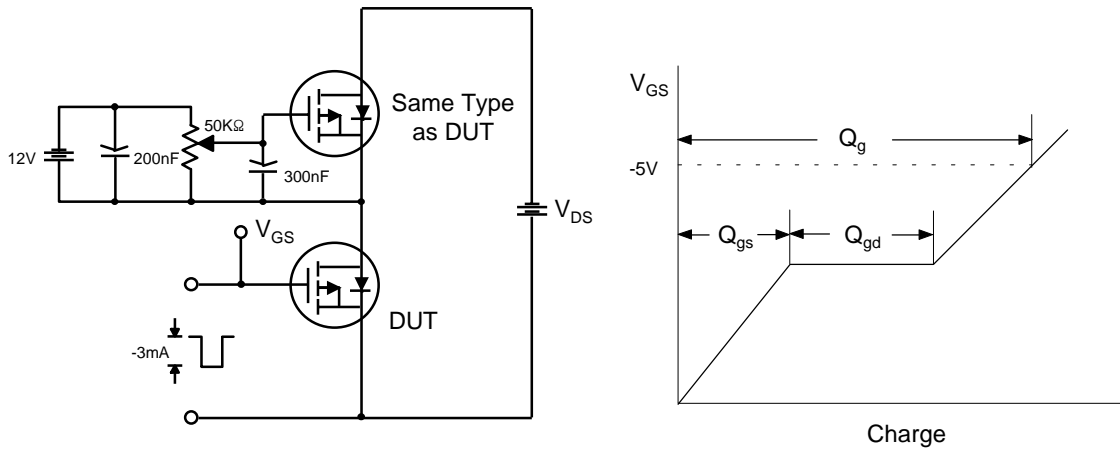 12V
200nF
50KΩ
300nF
Same Type
as DUT
V_DS
V_GS
DUT
-3mA
V_GS
Q_g
-5V
Q_gs
Q_gd
Charge